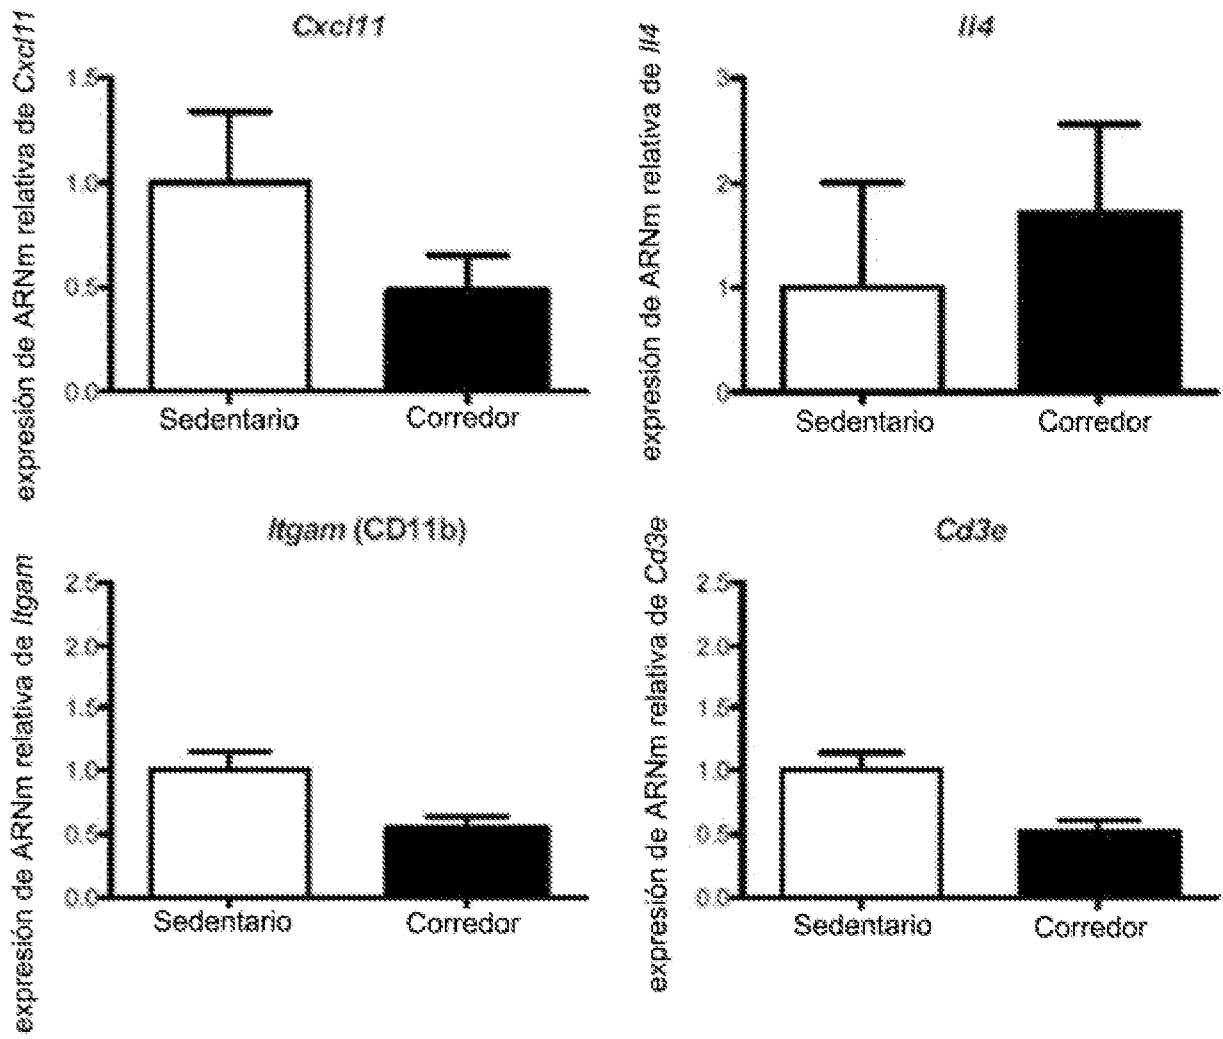 Cxcl11
expresión de ARNm relativa de Cxcl11
1.5
1.0
0.5
0.0
Sedentario
Corredor
Il4
expresión de ARNm relativa de Il4
3
2
1
0
Sedentario
Corredor
Itgam (CD11b)
expresión de ARNm relativa de Itgam
2.5
2.0
1.5
1.0
0.5
0.0
Sedentario
Corredor
Cd3e
expresión de ARNm relativa de Cd3e
2.5
2.0
1.5
1.0
0.5
0.0
Sedentario
Corredor